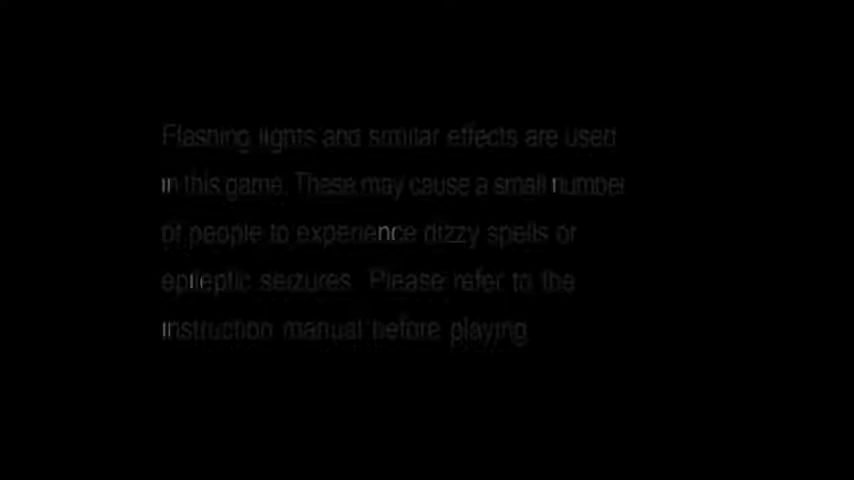 Flashing lights and similar effects are used
in this game. These may cause a small number
of people to experience dizzy spells or
epileptic seizures. Please refer to the
instruction manual before playing